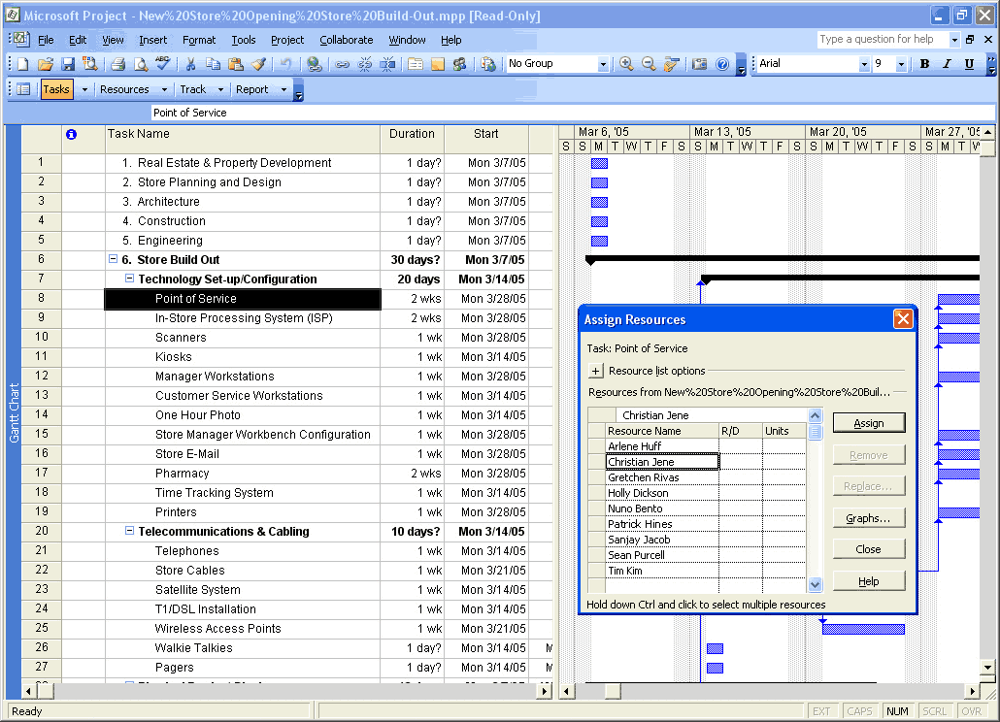 Microsoft Project - New%20Store%20Opening%20Store%20Build-Out.mpp [Read-Only]
File Edit View Insert Format Tools Project Collaborate Window Help
Type a question for help
No Group Arial 9 B I U
Tasks Resources Track Report
Point of Service
Gantt Chart
Task Name Duration Start
Mar 6, '05 Mar 13, '05 Mar 20, '05 Mar 27, '05
S S M T W T F S S M T W T F S S M T W T F S S M T W
1 1. Real Estate & Property Development 1 day? Mon 3/7/05
2 2. Store Planning and Design 1 day? Mon 3/7/05
3 3. Architecture 1 day? Mon 3/7/05
4 4. Construction 1 day? Mon 3/7/05
5 5. Engineering 1 day? Mon 3/7/05
6 6. Store Build Out 30 days? Mon 3/7/05
7 Technology Set-up/Configuration 20 days Mon 3/14/05
8 Point of Service 2 wks Mon 3/28/05
9 In-Store Processing System (ISP) 2 wks Mon 3/28/05
10 Scanners 1 wk Mon 3/28/05
11 Kiosks 1 wk Mon 3/14/05
12 Manager Workstations 1 wk Mon 3/28/05
13 Customer Service Workstations 1 wk Mon 3/14/05
14 One Hour Photo 1 wk Mon 3/14/05
15 Store Manager Workbench Configuration 1 wk Mon 3/28/05
16 Store E-Mail 1 wk Mon 3/28/05
17 Pharmacy 2 wks Mon 3/28/05
18 Time Tracking System 1 wk Mon 3/14/05
19 Printers 1 wk Mon 3/28/05
20 Telecommunications & Cabling 10 days? Mon 3/14/05
21 Telephones 1 wk Mon 3/14/05
22 Store Cables 1 wk Mon 3/21/05
23 Satellite System 1 wk Mon 3/14/05
24 T1/DSL Installation 1 wk Mon 3/14/05
25 Wireless Access Points 1 wk Mon 3/21/05
26 Walkie Talkies 1 day? Mon 3/14/05 M
27 Pagers 1 day? Mon 3/14/05 M
Assign Resources
Task: Point of Service
+ Resource list options
Resources from New%20Store%20Opening%20Store%20Buil...
Christian Jene
Resource Name R/D Units
Arlene Huff
Christian Jene
Gretchen Rivas
Holly Dickson
Nuno Bento
Patrick Hines
Sanjay Jacob
Sean Purcell
Tim Kim
Assign
Remove
Replace...
Graphs...
Close
Help
Hold down Ctrl and click to select multiple resources
Ready EXT CAPS NUM SCRL OVR